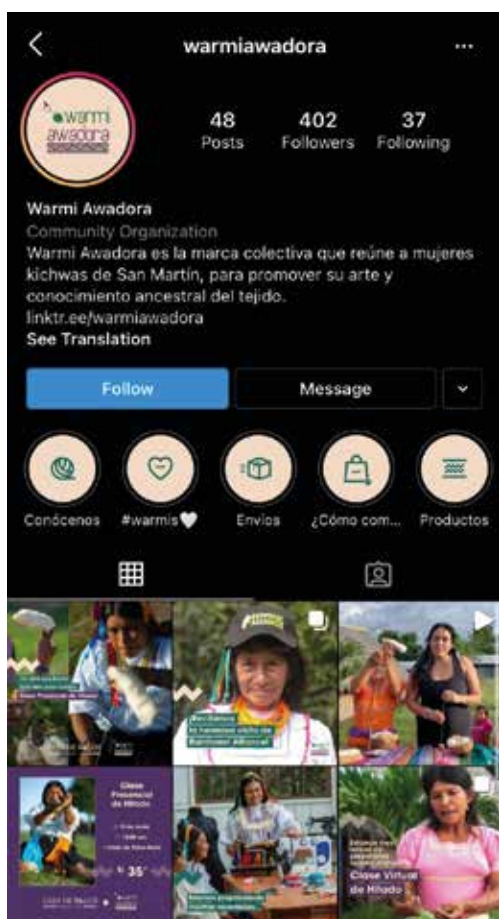 warmiawadora
warmi
awadora
48
402
37
Posts
Followers
Following
Warmi Awadora
Community Organization
Warmi Awadora es la marca colectiva que reúne a mujeres
kichwas de San Martín, para promover su arte y
conocimiento ancestral del tejido.
linktr.ee/warmiawadora
See Translation
Follow
Message
Conócenos
#warmis🤍
Envíos
¿Cómo com...
Productos
Clase
Presencial
de Hilado
35
Clase Virtual
de Hilado